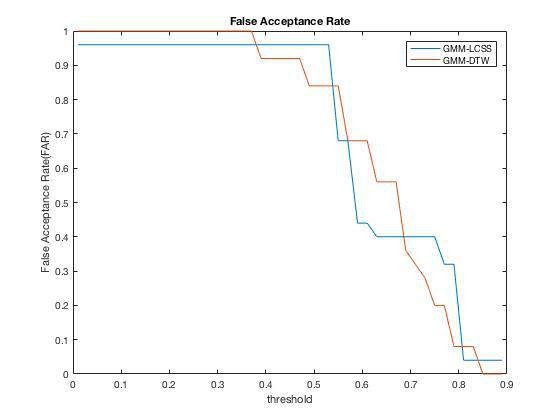 False Acceptance Rate
GMM-LCSS
GMM-DTW
False Acceptance Rate(FAR)
1
0.9
0.8
0.7
0.6
0.5
0.4
0.3
0.2
0.1
0
0 0.1 0.2 0.3 0.4 0.5 0.6 0.7 0.8 0.9
threshold